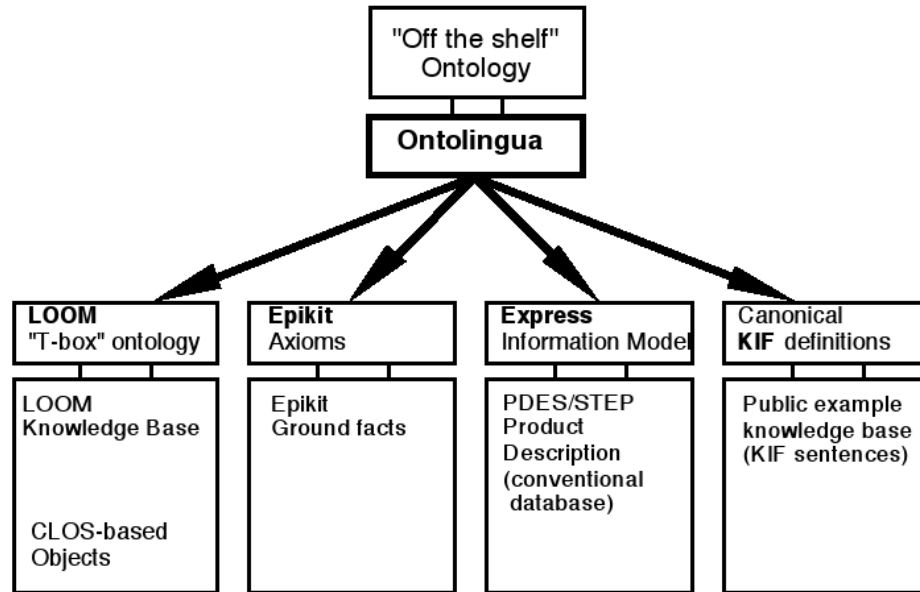 "Off the shelf"
Ontology
Ontolingua
LOOM
"T-box" ontology
Epikit
Axioms
Express
Information Model
Canonical
KIF definitions
LOOM
Knowledge Base
CLOS-based
Objects
Epikit
Ground facts
PDES/STEP
Product
Description
(conventional
database)
Public example
knowledge base
(KIF sentences)